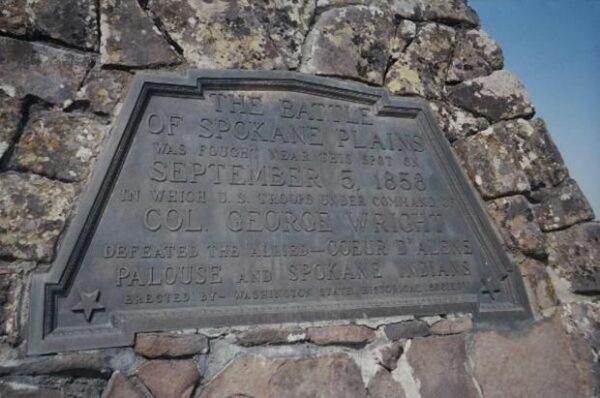 THE BATTLE
OF SPOKANE PLAINS
WAS FOUGHT NEAR THIS SPOT ON
SEPTEMBER 5, 1858
IN WHICH U. S. TROOPS UNDER COMMAND OF
COL. GEORGE WRIGHT
DEFEATED THE ALLIED—COEUR D'ALENE
PALOUSE AND SPOKANE INDIANS
ERECTED BY— WASHINGTON STATE HISTORICAL SOCIETY